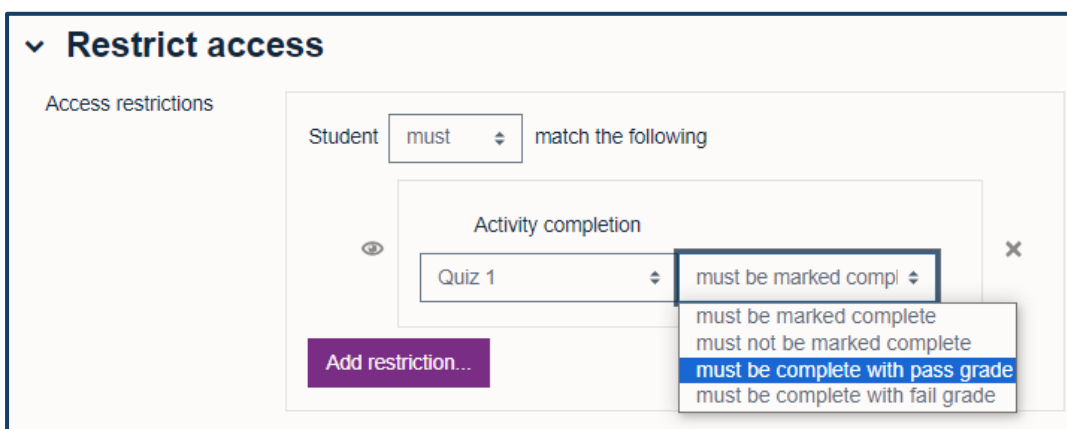 Restrict access
Access restrictions
Student must match the following
Activity completion
Quiz 1 must be marked compl
must be marked complete
must not be marked complete
must be complete with pass grade
must be complete with fail grade
Add restriction...